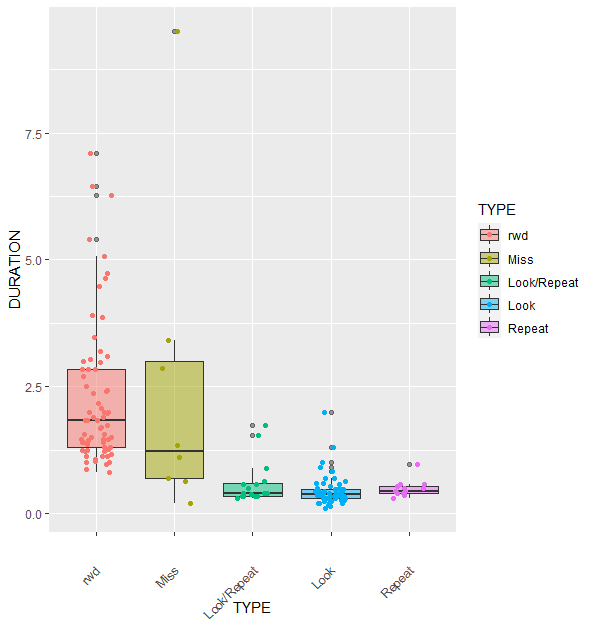 DURATION
7.5
5.0
2.5
0.0
rwd
Miss
Look/Repeat
Look
Repeat
TYPE
TYPE
rwd
Miss
Look/Repeat
Look
Repeat